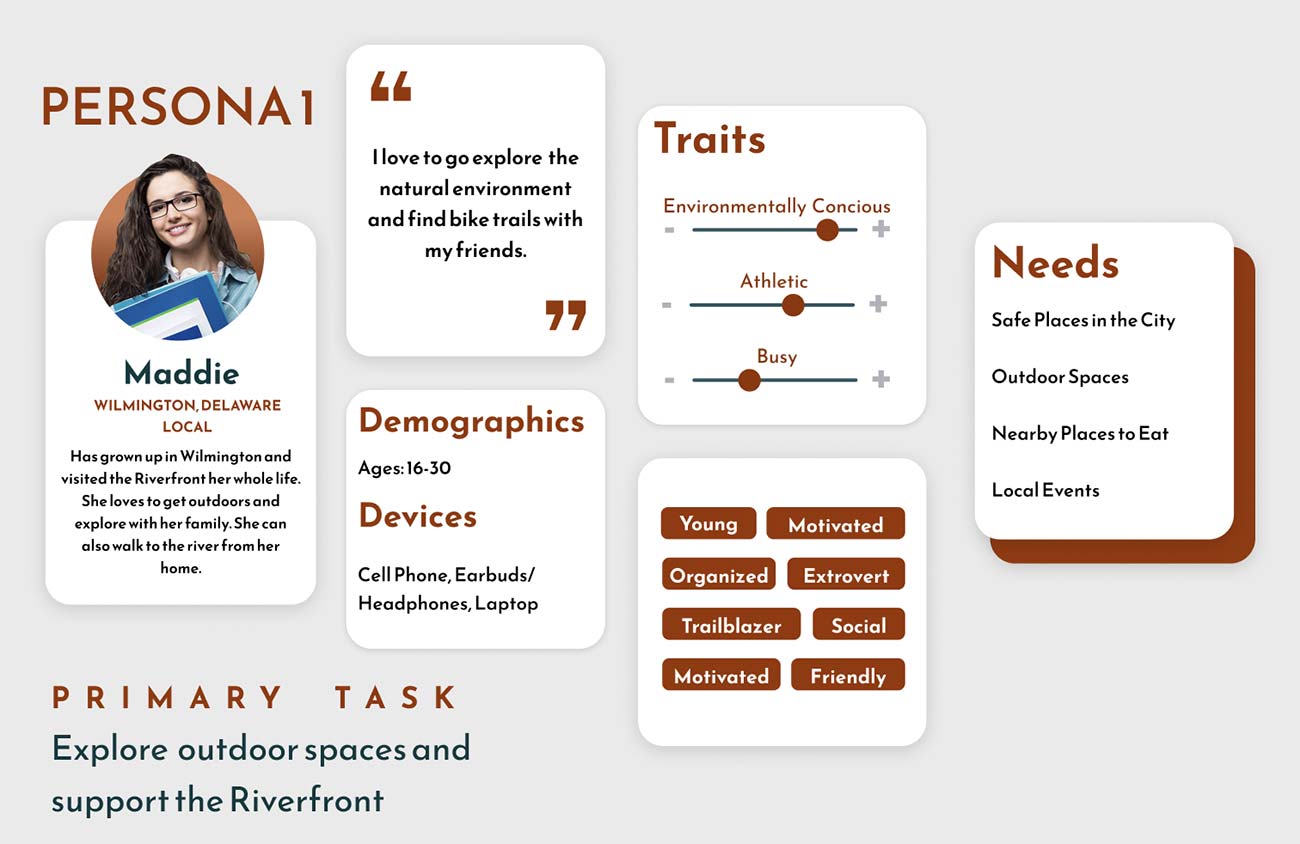 PERSONA 1
Maddie
WILMINGTON, DELAWARE
LOCAL
Has grown up in Wilmington and
visited the Riverfront her whole life.
She loves to get outdoors and
explore with her family. She can
also walk to the river from her
home.
“
I love to go explore the
natural environment
and find bike trails with
my friends.
”
Demographics
Ages: 16-30
Devices
Cell Phone, Earbuds/
Headphones, Laptop
Traits
Environmentally Concious
- +
Athletic
- +
Busy
- +
Young Motivated
Organized Extrovert
Trailblazer Social
Motivated Friendly
Needs
Safe Places in the City
Outdoor Spaces
Nearby Places to Eat
Local Events
PRIMARY TASK
Explore outdoor spaces and
support the Riverfront